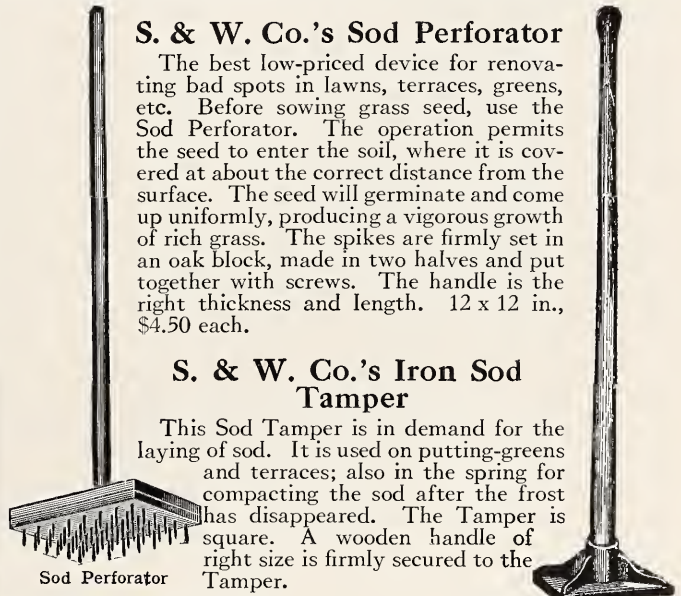 S. & W. Co.'s Sod Perforator
The best low-priced device for renova-
ting bad spots in lawns, terraces, greens,
etc. Before sowing grass seed, use the
Sod Perforator. The operation permits
the seed to enter the soil, where it is cov-
ered at about the correct distance from the
surface. The seed will germinate and come
up uniformly, producing a vigorous growth
of rich grass. The spikes are firmly set in
an oak block, made in two halves and put
together with screws. The handle is the
right thickness and length. 12 x 12 in.,
$4.50 each.
S. & W. Co.'s Iron Sod
Tamper
This Sod Tamper is in demand for the
laying of sod. It is used on putting-greens
and terraces; also in the spring for
compacting the sod after the frost
has disappeared. The Tamper is
square. A wooden handle of
right size is firmly secured to the
Tamper.
Sod Perforator